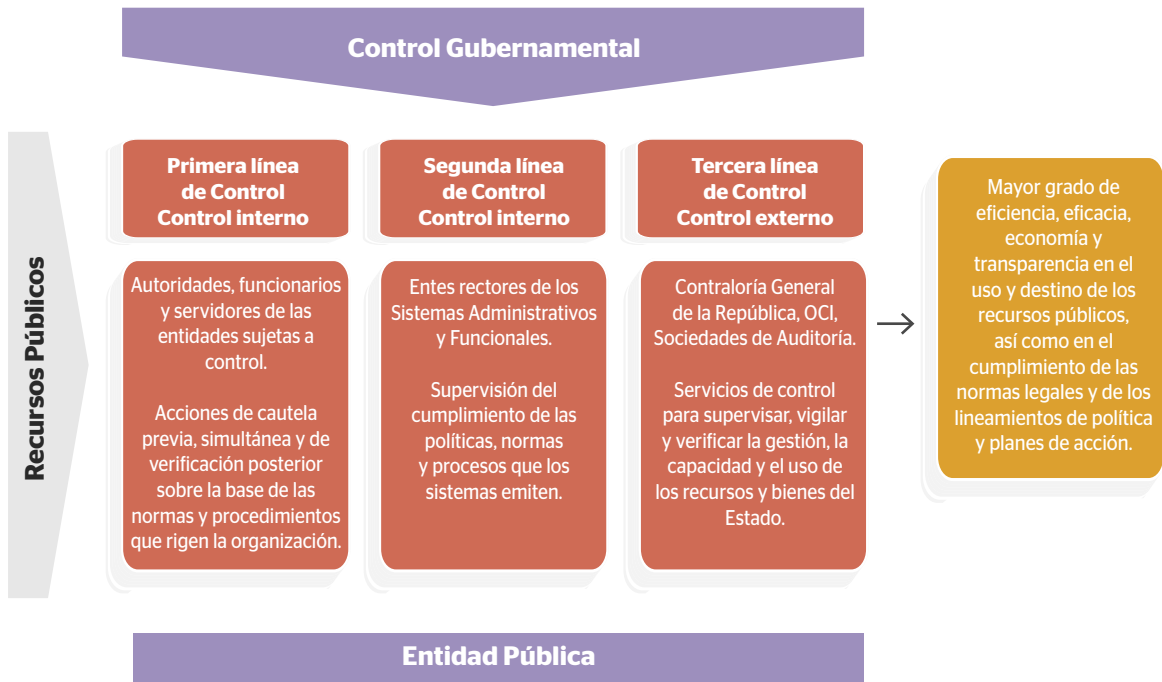 Control Gubernamental
Recursos Públicos
Primera línea
de Control
Control interno
Autoridades, funcionarios
y servidores de las
entidades sujetas a
control.
Acciones de cautela
previa, simultánea y de
verificación posterior
sobre la base de las
normas y procedimientos
que rigen la organización.
Segunda línea
de Control
Control interno
Entes rectores de los
Sistemas Administrativos
y Funcionales.
Supervisión del
cumplimiento de las
políticas, normas
y procesos que los
sistemas emiten.
Tercera línea
de Control
Control externo
Contraloría General
de la República, OCI,
Sociedades de Auditoría.
Servicios de control
para supervisar, vigilar
y verificar la gestión, la
capacidad y el uso de
los recursos y bienes del
Estado.
Mayor grado de
eficiencia, eficacia,
economía y
transparencia en el
uso y destino de los
recursos públicos,
así como en el
cumplimiento de las
normas legales y de los
lineamientos de política
y planes de acción.
Entidad Pública